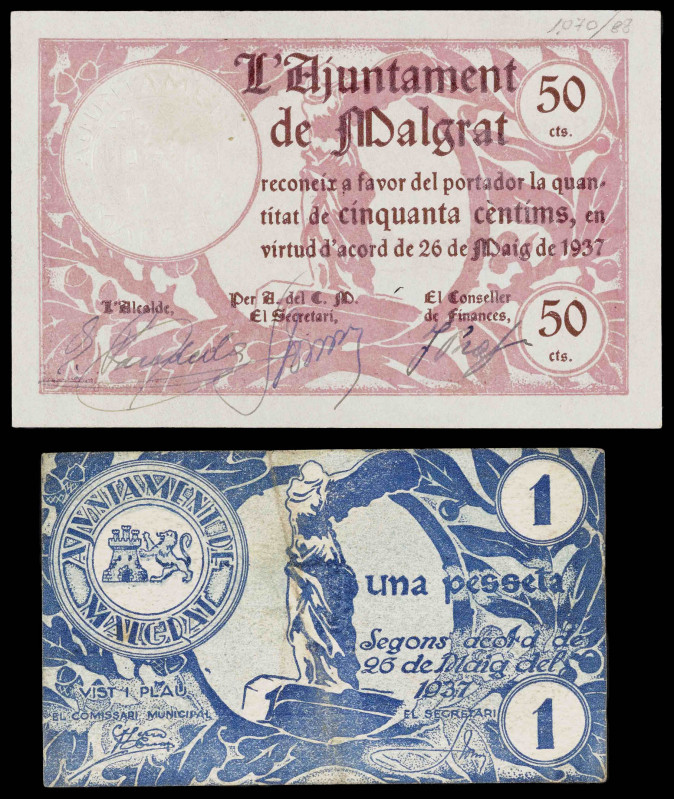 1.070/88
L'Ajuntament
de Malgrat
50
cts.
reconeix a favor del portador la quan-
titat de cinquanta cèntims, en
virtud d'acord de 26 de Maig de 1937
L'Alcalde,
Per A. del C. M.
El Secretari,
El Conseller
de Finances,
50
cts.
AJUNTAMENT DE
MALGRAT
1
una pesseta
Segons acord de
26 de Maig del
1937
VIST I PLAU
EL COMISSARI MUNICIPAL
EL SECRETARI
1